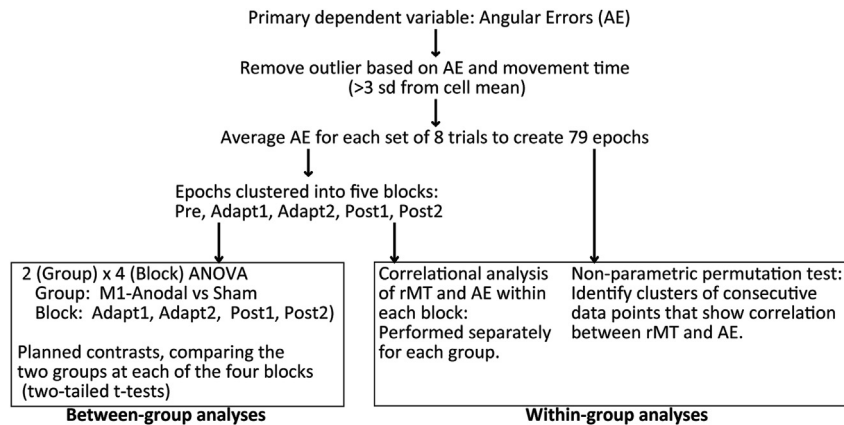 Primary dependent variable: Angular Errors (AE)
Remove outlier based on AE and movement time
(>3 sd from cell mean)
Average AE for each set of 8 trials to create 79 epochs
Epochs clustered into five blocks:
Pre, Adapt1, Adapt2, Post1, Post2
2 (Group) x 4 (Block) ANOVA
Group: M1-Anodal vs Sham
Block: Adapt1, Adapt2, Post1, Post2)
Planned contrasts, comparing the
two groups at each of the four blocks
(two-tailed t-tests)
Between-group analyses
Correlational analysis
of rMT and AE within
each block:
Performed separately
for each group.
Non-parametric permutation test:
Identify clusters of consecutive
data points that show correlation
between rMT and AE.
Within-group analyses